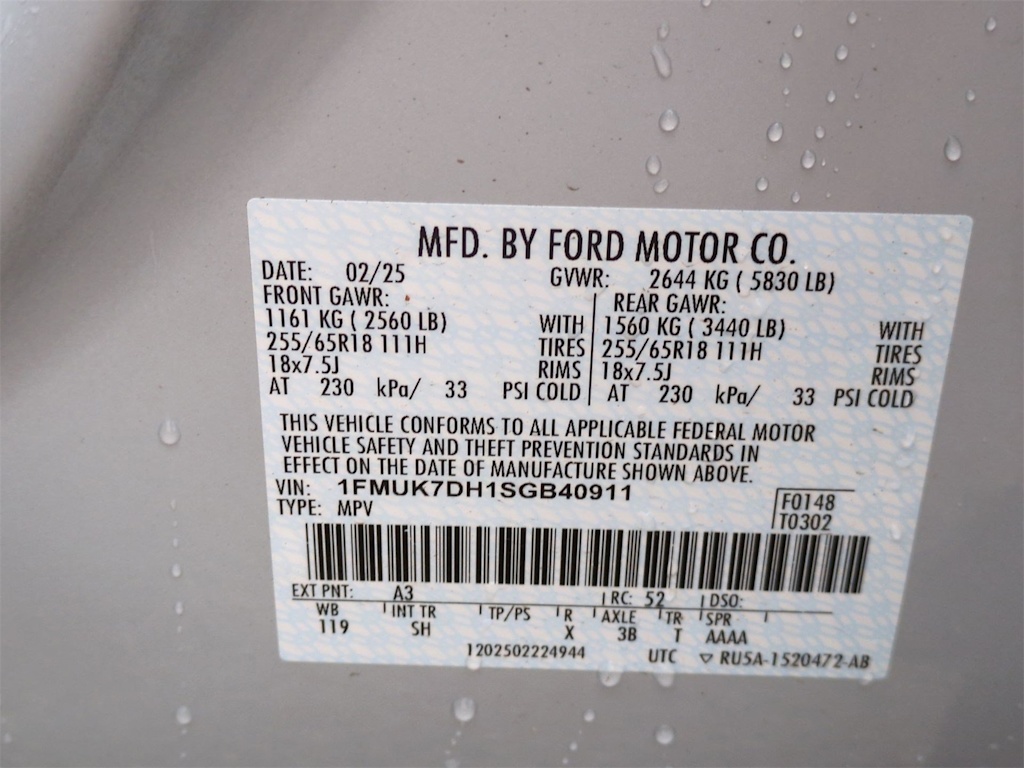 MFD. BY FORD MOTOR CO.
DATE: 02/25 GVWR: 2644 KG ( 5830 LB)
FRONT GAWR: REAR GAWR:
1161 KG ( 2560 LB) WITH 1560 KG ( 3440 LB) WITH
255/65R18 111H TIRES 255/65R18 111H TIRES
18x7.5J RIMS 18x7.5J RIMS
AT 230 kPa/ 33 PSI COLD AT 230 kPa/ 33 PSI COLD
THIS VEHICLE CONFORMS TO ALL APPLICABLE FEDERAL MOTOR
VEHICLE SAFETY AND THEFT PREVENTION STANDARDS IN
EFFECT ON THE DATE OF MANUFACTURE SHOWN ABOVE.
VIN: 1FMUK7DH1SGB40911
TYPE: MPV
F0148
T0302
EXT PNT: A3 RC: 52 DSO:
WB INT TR TP/PS R AXLE TR SPR
119 SH X 3B T AAAA
1202502224944 UTC ▽ RU5A-1520472-AB